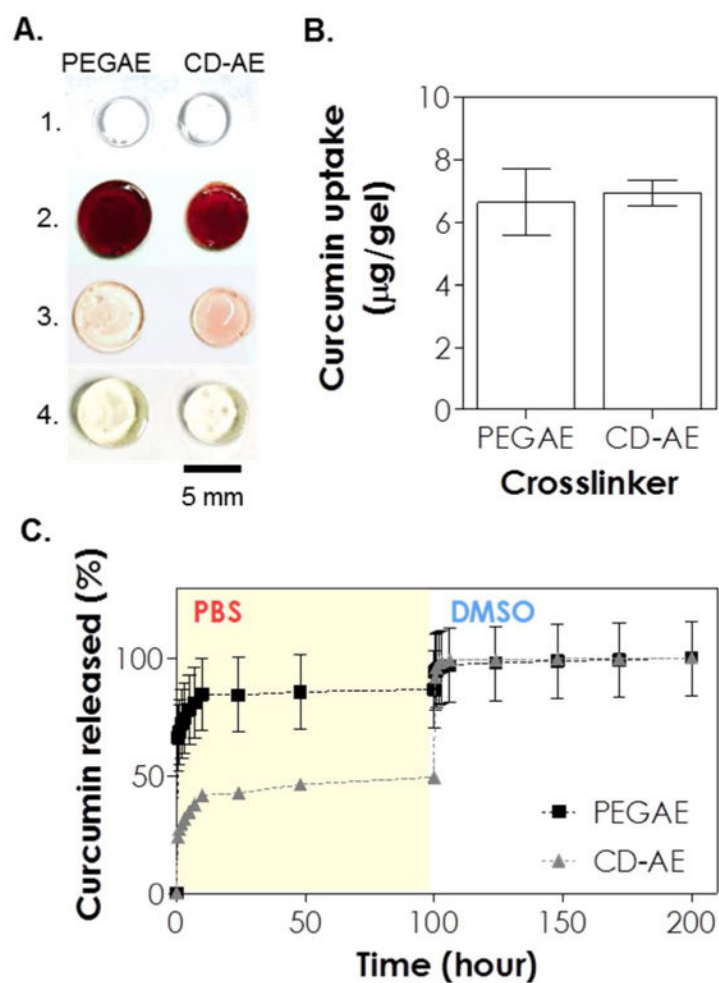 A.
PEGAE CD-AE
1.
2.
3.
4.
5 mm
B.
Curcumin uptake
(µg/gel)
10
8
6
4
2
0
PEGAE CD-AE
Crosslinker
C.
Curcumin released (%)
PBS DMSO
100
50
0
PEGAE
CD-AE
0 50 100 150 200
Time (hour)